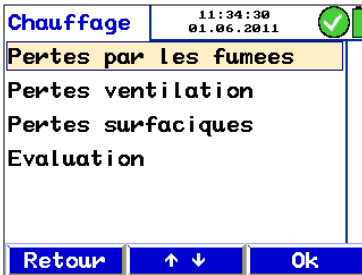 Chauffage
11:34:30
01.06.2011
Pertes par les fumees
Pertes ventilation
Pertes surfaciques
Evaluation
Retour ↑ ↓ Ok